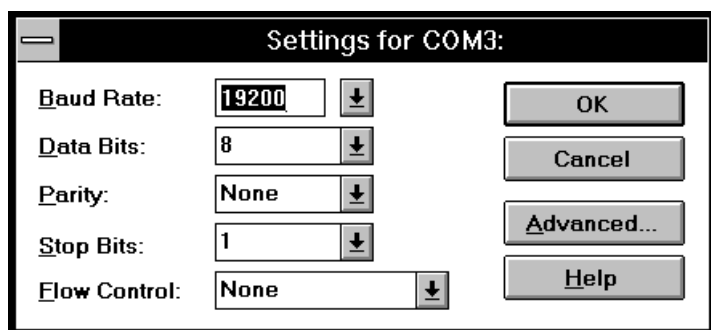 Settings for COM3:
Baud Rate: 19200
Data Bits: 8
Parity: None
Stop Bits: 1
Flow Control: None
OK
Cancel
Advanced...
Help